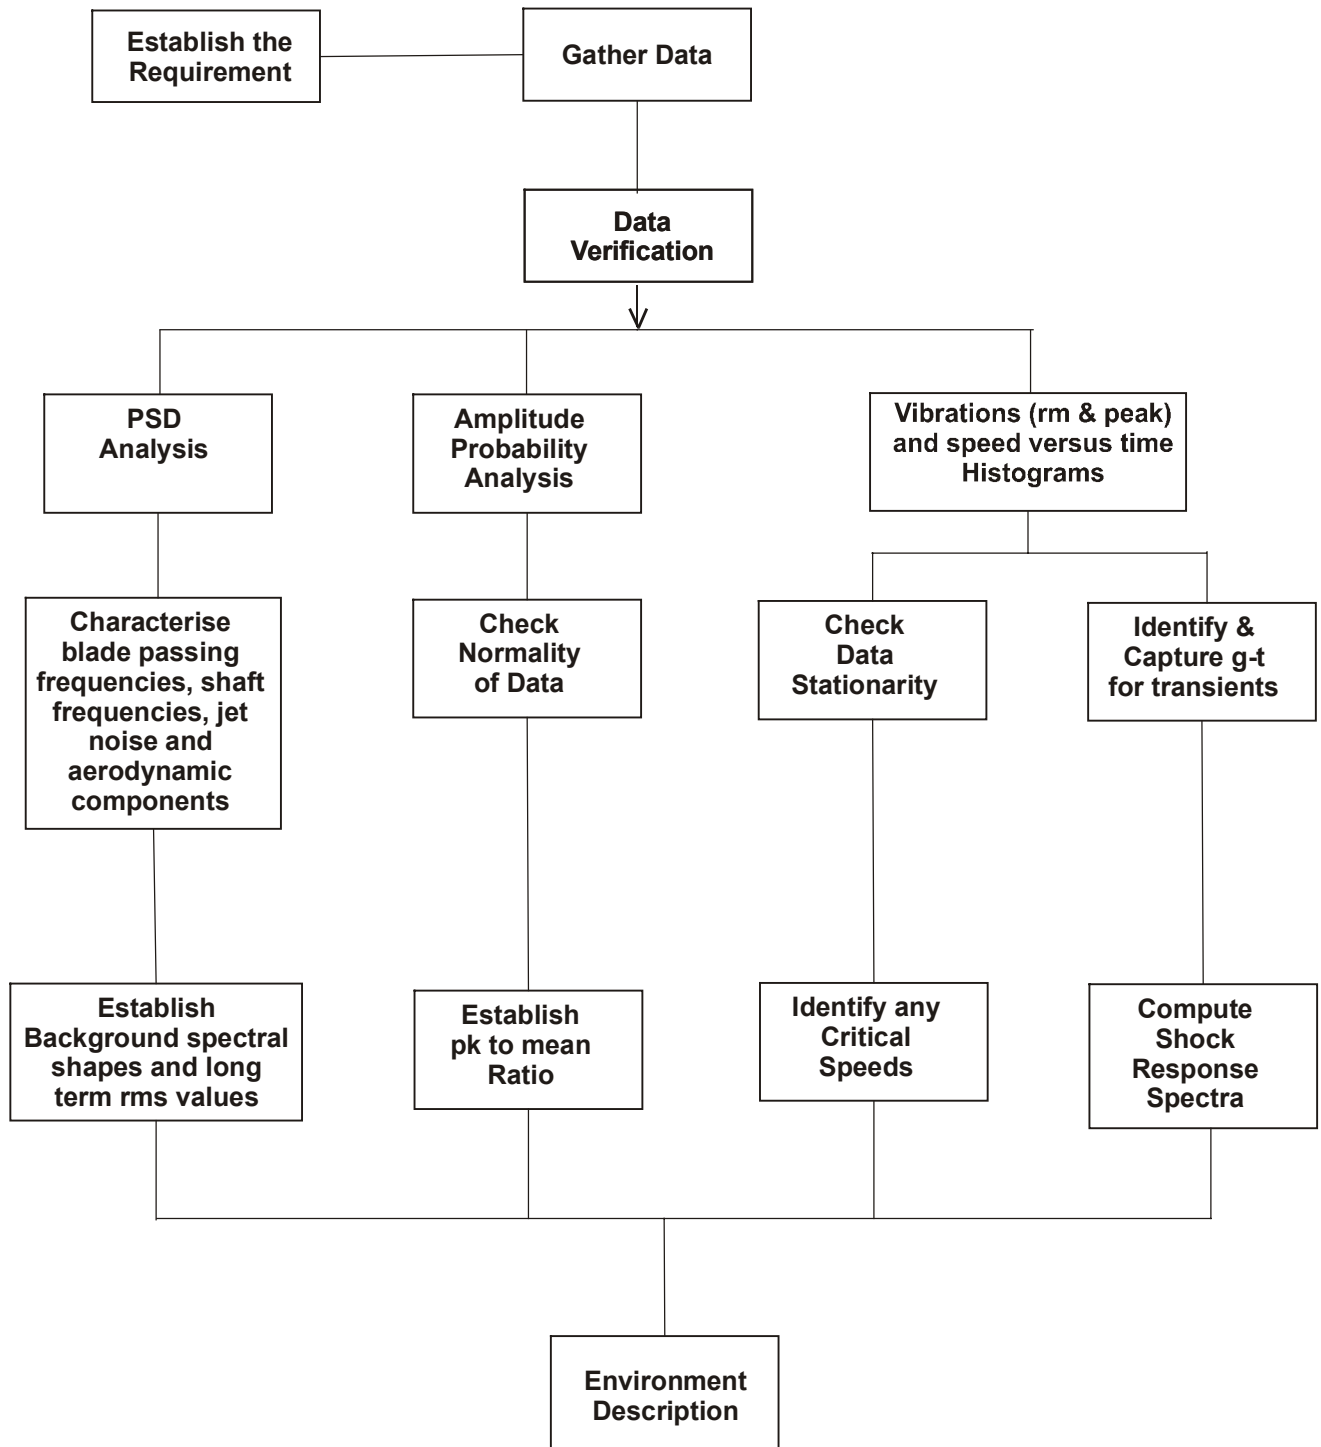 Establish the
Requirement
Gather Data
Data
Verification
PSD
Analysis
Amplitude
Probability
Analysis
Vibrations (rm & peak)
and speed versus time
Histograms
Characterise
blade passing
frequencies, shaft
frequencies, jet
noise and
aerodynamic
components
Check
Normality
of Data
Check
Data
Stationarity
Identify &
Capture g-t
for transients
Establish
Background spectral
shapes and long
term rms values
Establish
pk to mean
Ratio
Identify any
Critical
Speeds
Compute
Shock
Response
Spectra
Environment
Description